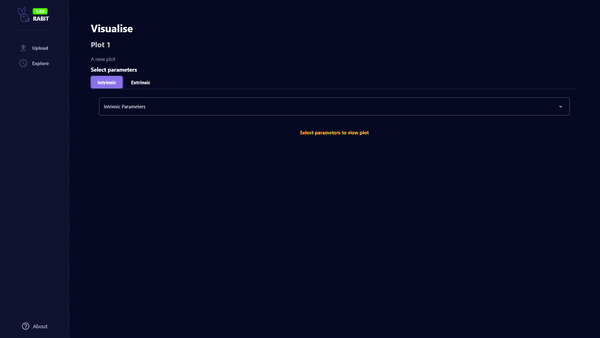 RABIT
Upload
Explore
Visualise
Plot 1
A new plot
Select parameters
Intrinsic
Extrinsic
Intrinsic Parameters
Select parameters to view plot
About